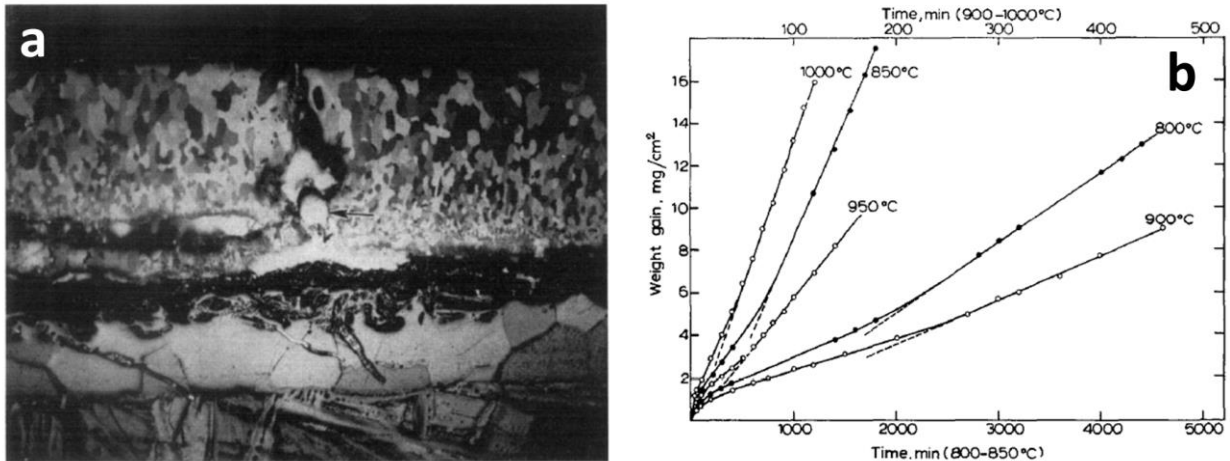 a
Time, min (900-1000°C)
100 200 300 400 500
b
1000°C
850°C
800°C
950°C
900°C
Weight gain, mg/cm²
16
14
12
10
8
6
4
2
1000 2000 3000 4000 5000
Time, min (800-850°C)